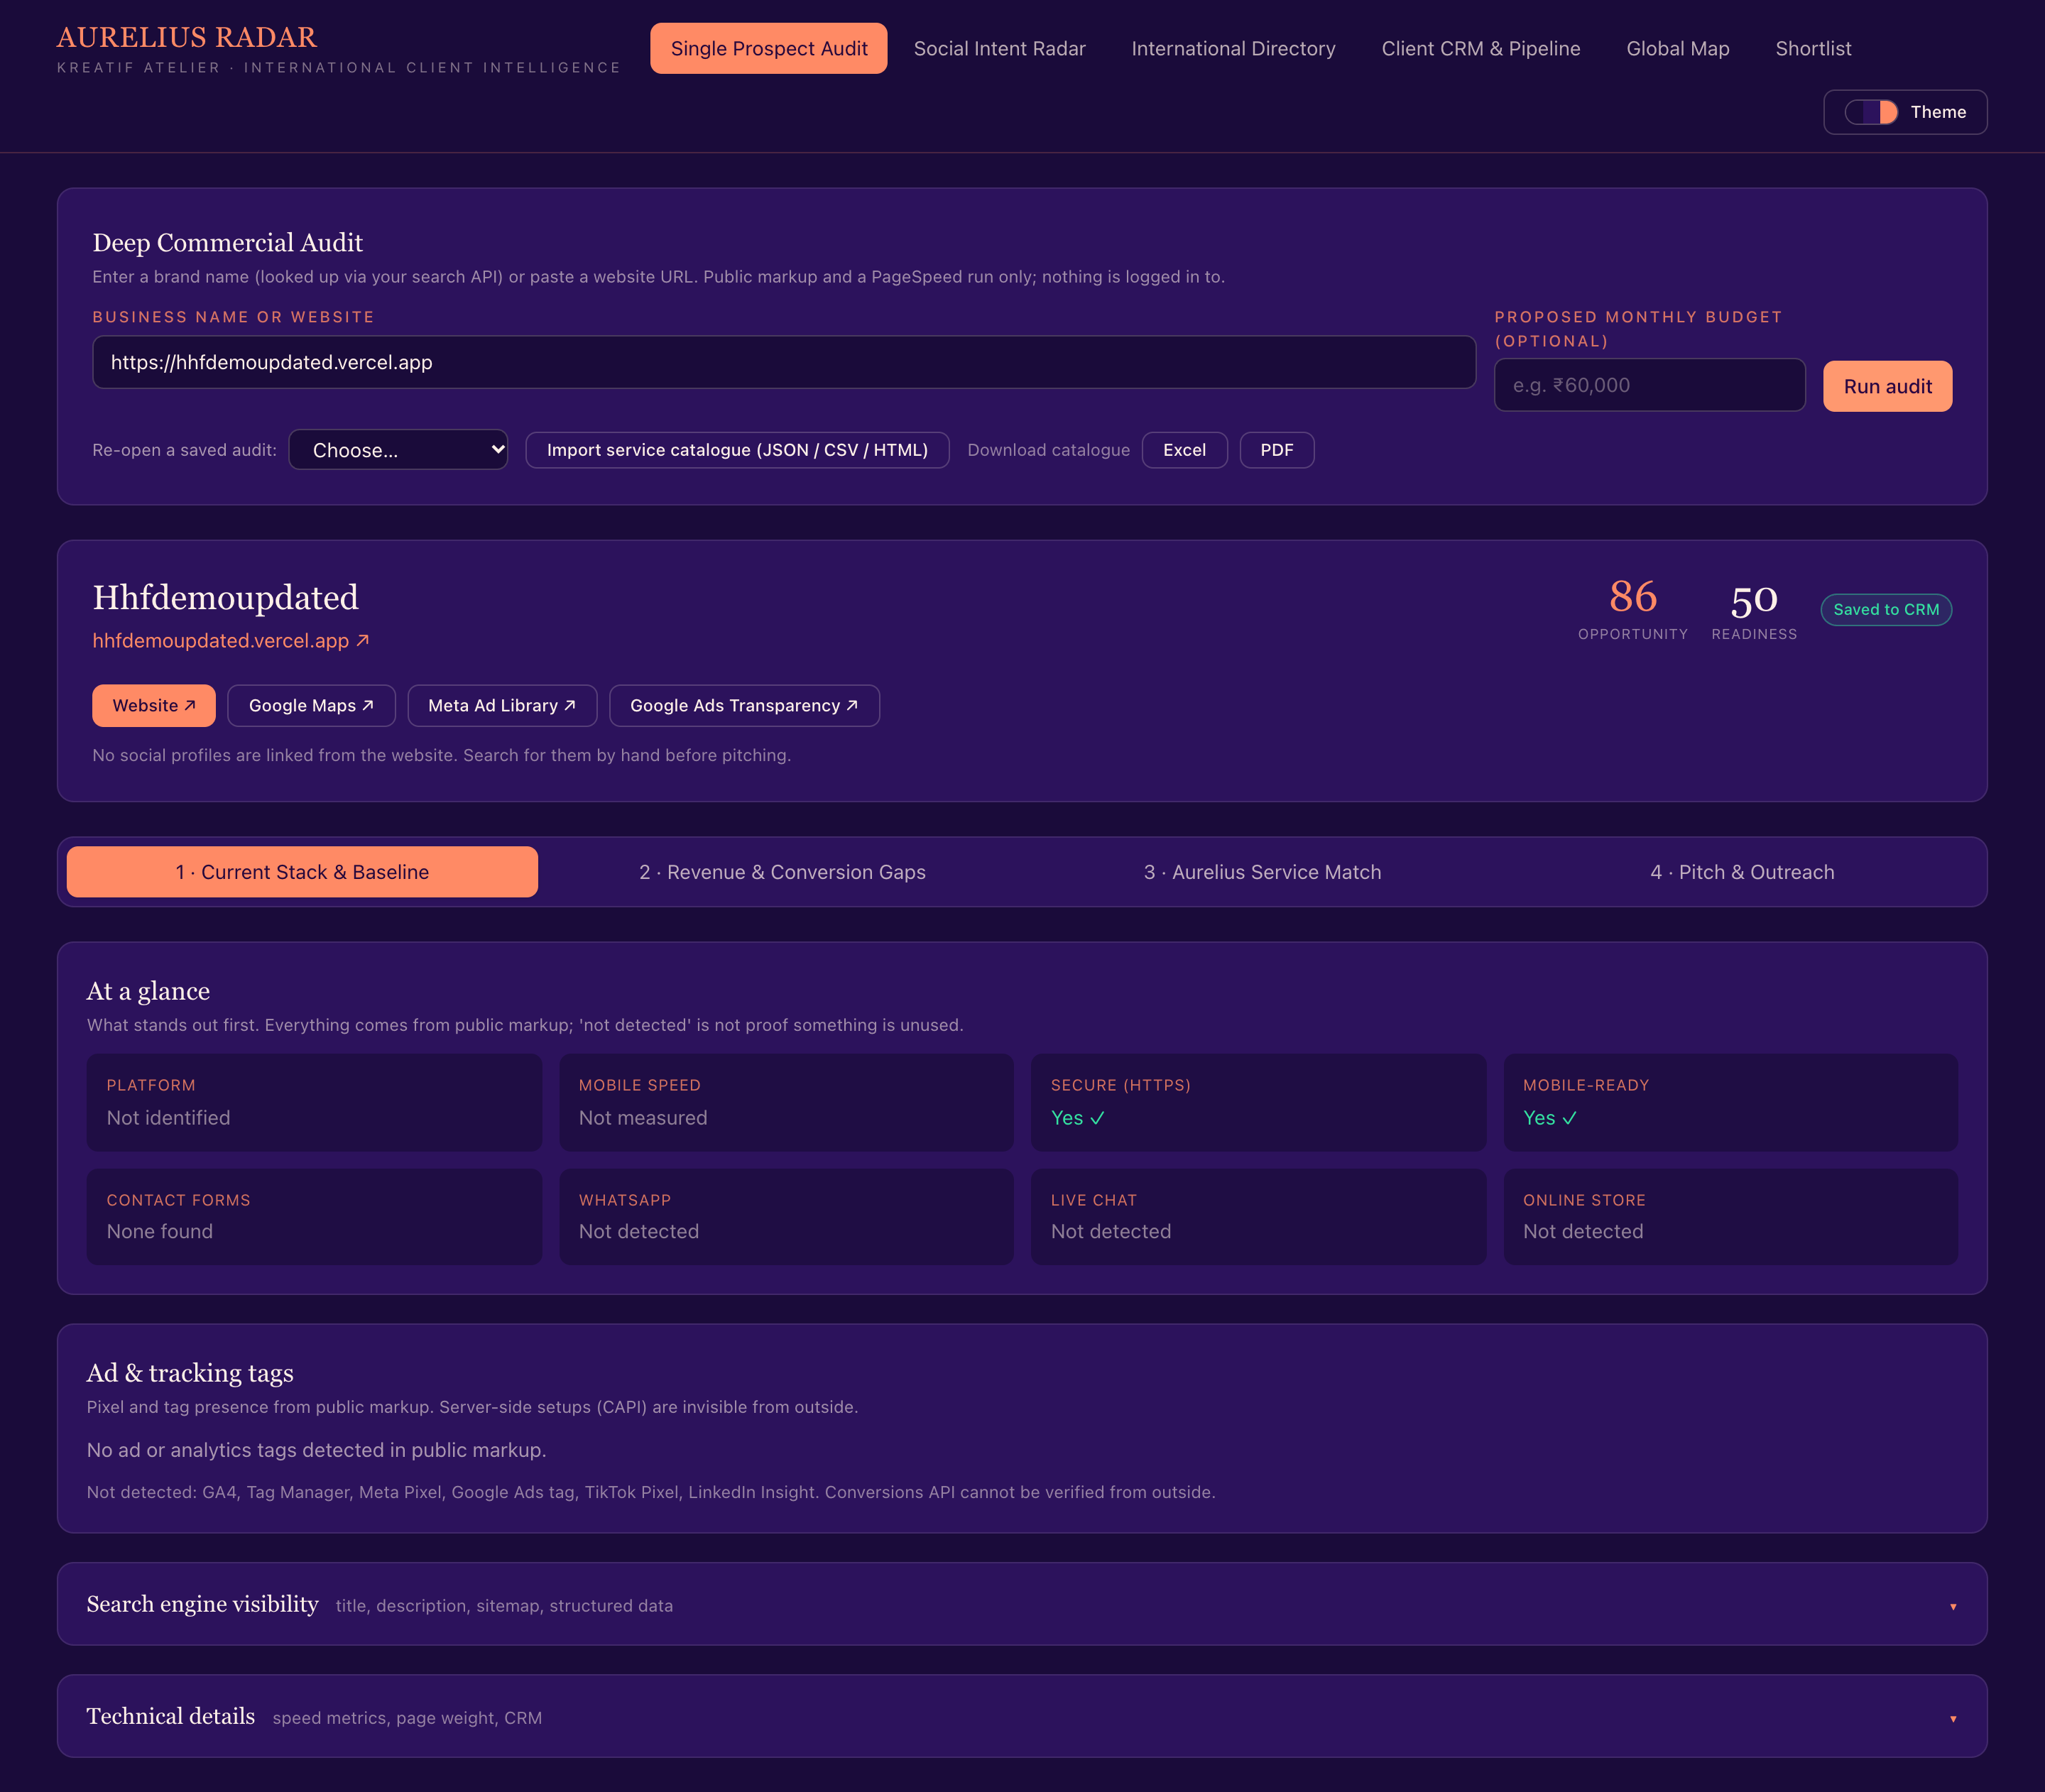 AURELIUS RADAR
KREATIF ATELIER · INTERNATIONAL CLIENT INTELLIGENCE
Single Prospect Audit
Social Intent Radar
International Directory
Client CRM & Pipeline
Global Map
Shortlist
Theme
Deep Commercial Audit
Enter a brand name (looked up via your search API) or paste a website URL. Public markup and a PageSpeed run only; nothing is logged in to.
BUSINESS NAME OR WEBSITE
https://hhfdemoupdated.vercel.app
PROPOSED MONTHLY BUDGET
(OPTIONAL)
e.g. ₹60,000
Run audit
Re-open a saved audit:
Choose...
Import service catalogue (JSON / CSV / HTML)
Download catalogue
Excel
PDF
Hhfdemoupdated
hhfdemoupdated.vercel.app ↗
86
OPPORTUNITY
50
READINESS
Saved to CRM
Website ↗
Google Maps ↗
Meta Ad Library ↗
Google Ads Transparency ↗
No social profiles are linked from the website. Search for them by hand before pitching.
1 · Current Stack & Baseline
2 · Revenue & Conversion Gaps
3 · Aurelius Service Match
4 · Pitch & Outreach
At a glance
What stands out first. Everything comes from public markup; 'not detected' is not proof something is unused.
PLATFORM
Not identified
MOBILE SPEED
Not measured
SECURE (HTTPS)
Yes ✓
MOBILE-READY
Yes ✓
CONTACT FORMS
None found
WHATSAPP
Not detected
LIVE CHAT
Not detected
ONLINE STORE
Not detected
Ad & tracking tags
Pixel and tag presence from public markup. Server-side setups (CAPI) are invisible from outside.
No ad or analytics tags detected in public markup.
Not detected: GA4, Tag Manager, Meta Pixel, Google Ads tag, TikTok Pixel, LinkedIn Insight. Conversions API cannot be verified from outside.
Search engine visibility title, description, sitemap, structured data
Technical details speed metrics, page weight, CRM